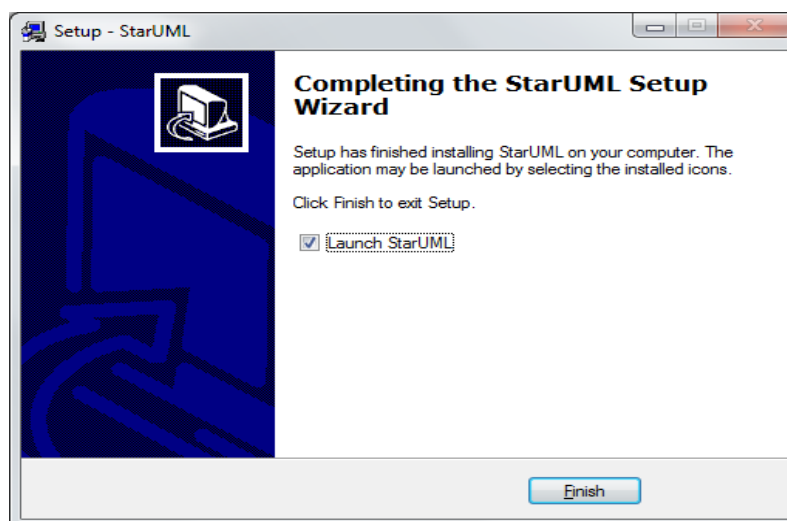 Setup - StarUML
Completing the StarUML Setup
Wizard
Setup has finished installing StarUML on your computer. The
application may be launched by selecting the installed icons.
Click Finish to exit Setup.
Launch StarUML
Finish